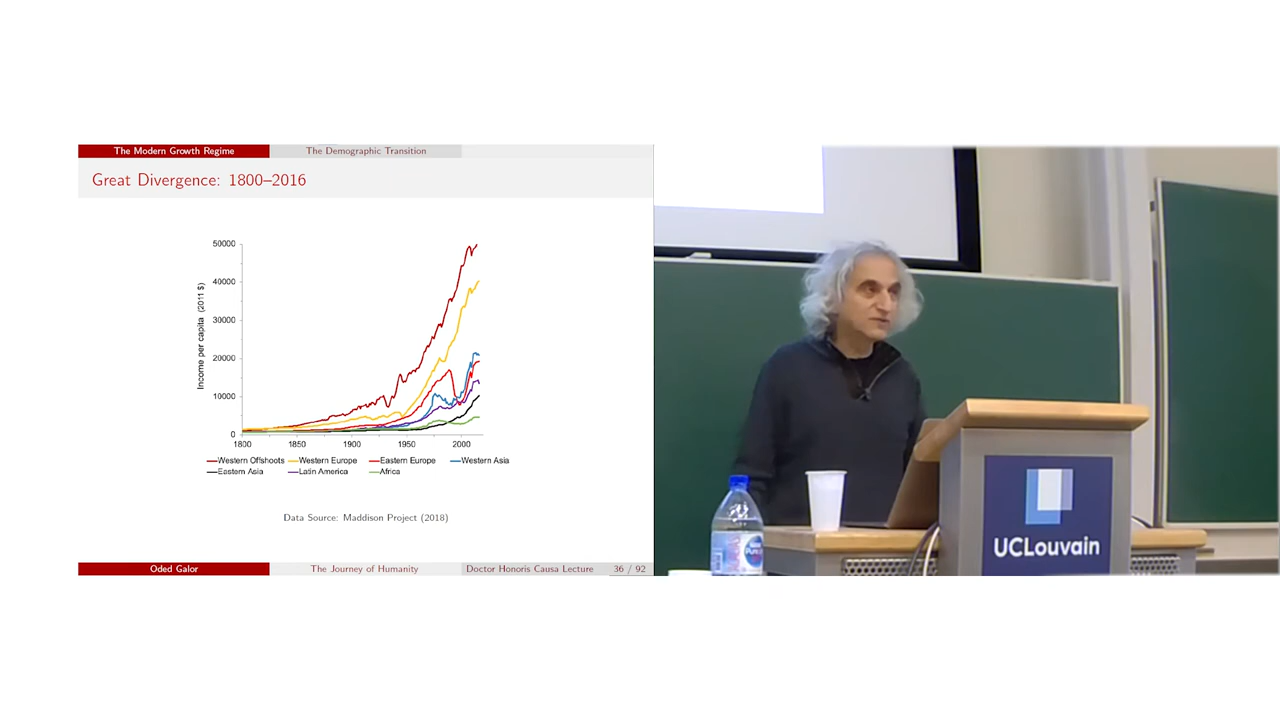 The Modern Growth Regime The Demographic Transition
Great Divergence: 1800–2016
Income per capita (2011 $)
50000
40000
30000
20000
10000
0
1800 1850 1900 1950 2000
Western Offshoots Western Europe Eastern Europe Western Asia
Eastern Asia Latin America Africa
Data Source: Maddison Project (2018)
Oded Galor The Journey of Humanity Doctor Honoris Causa Lecture 36 / 92
UCLouvain